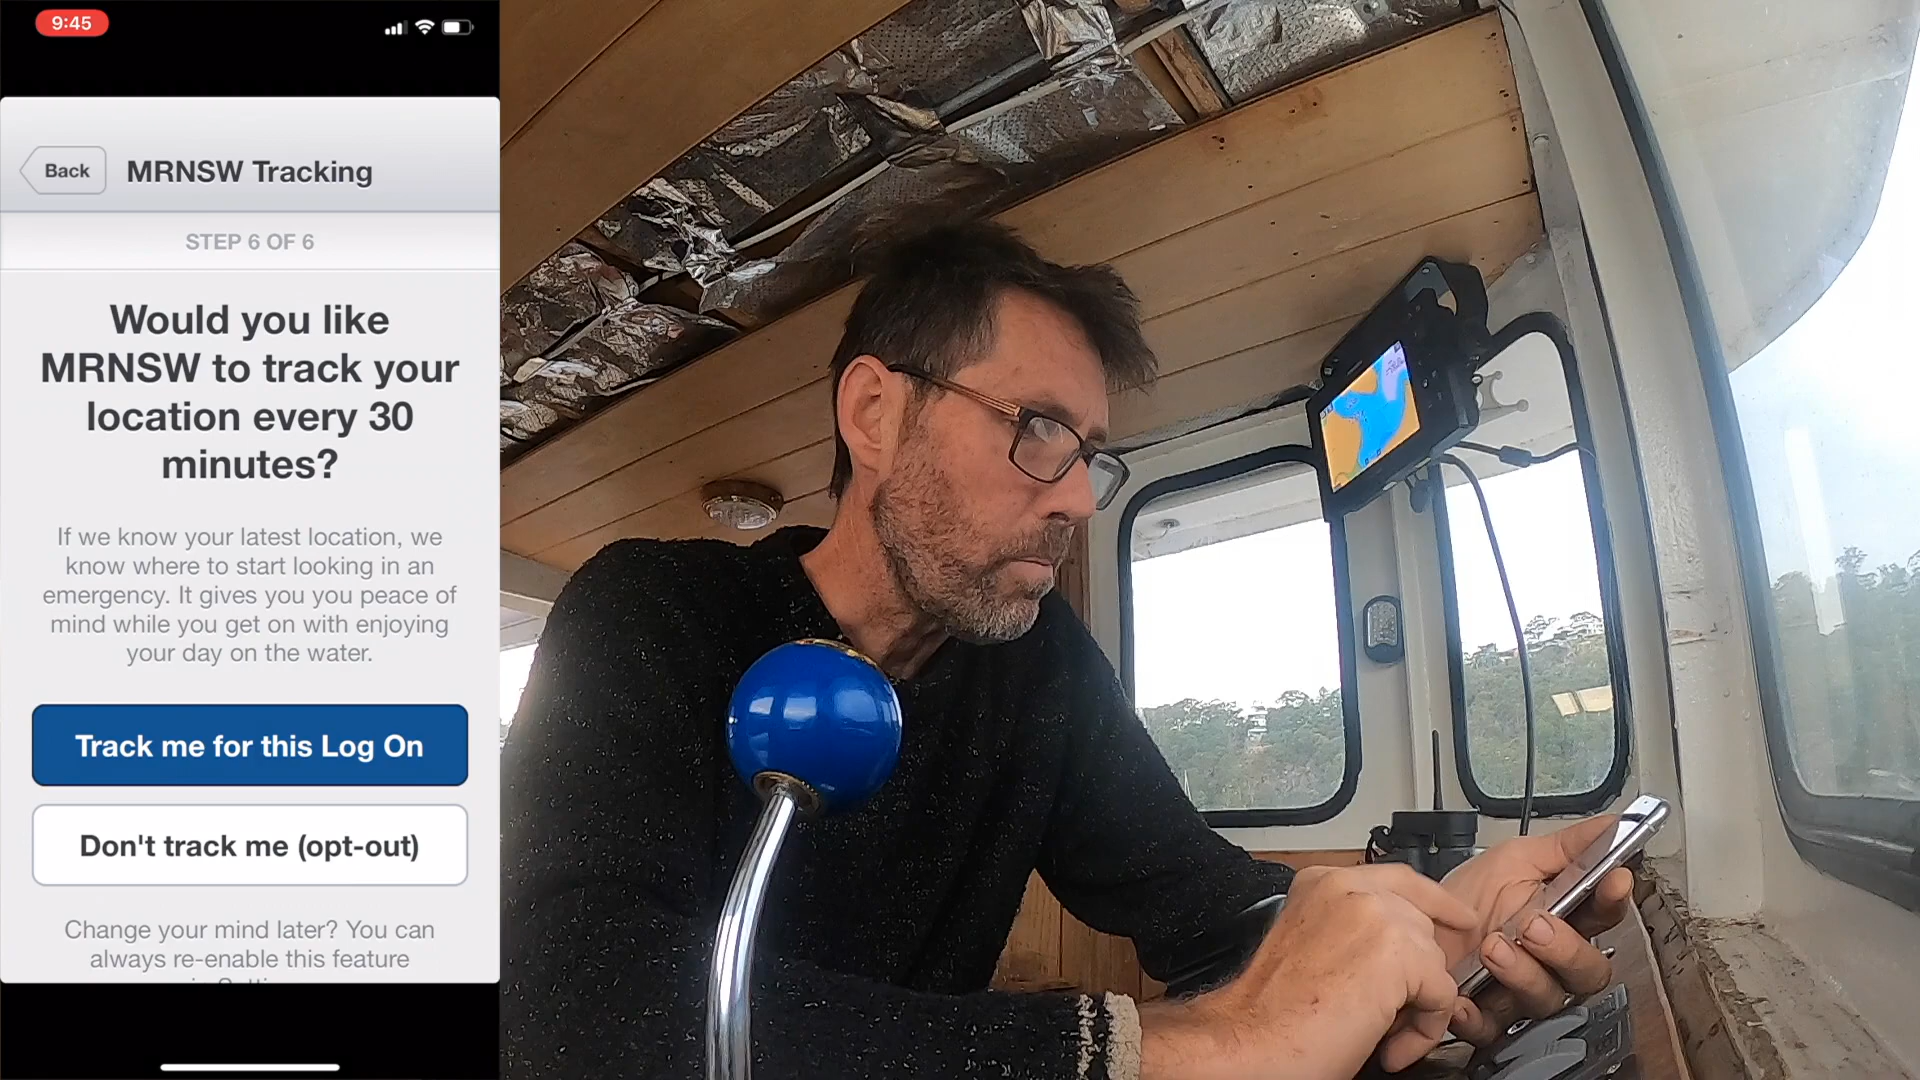 9:45
Back
MRNSW Tracking
STEP 6 OF 6
Would you like
MRNSW to track your
location every 30
minutes?
If we know your latest location, we
know where to start looking in an
emergency. It gives you you peace of
mind while you get on with enjoying
your day on the water.
Track me for this Log On
Don't track me (opt-out)
Change your mind later? You can
always re-enable this feature